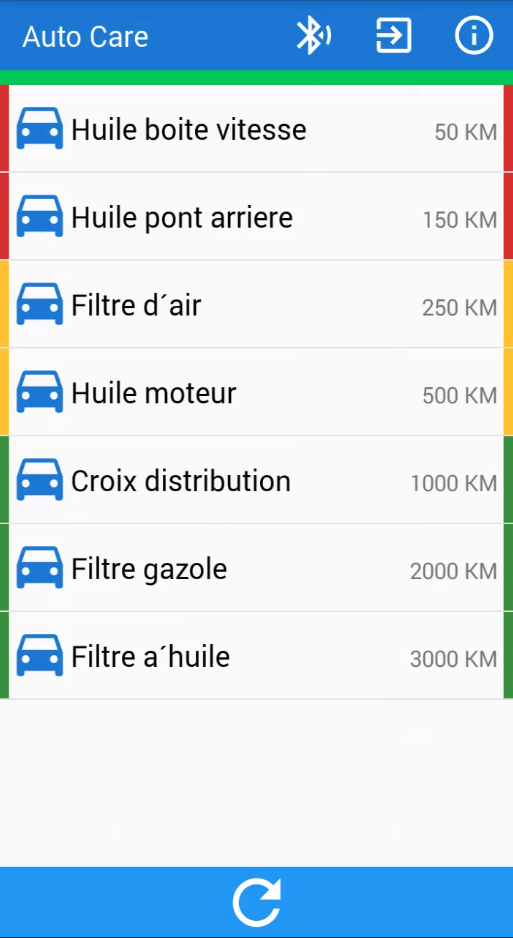 Auto Care
Huile boite vitesse 50 KM
Huile pont arriere 150 KM
Filtre d´air 250 KM
Huile moteur 500 KM
Croix distribution 1000 KM
Filtre gazole 2000 KM
Filtre a´huile 3000 KM